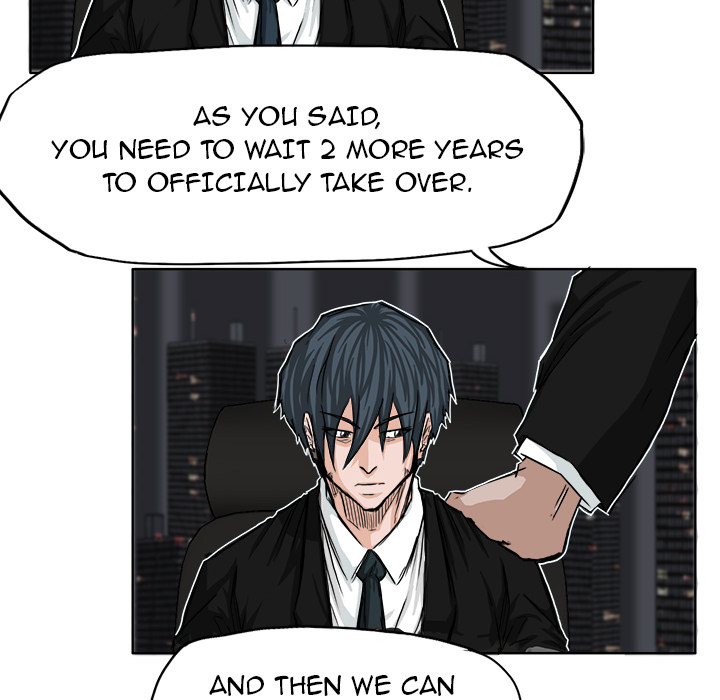 AS YOU SAID,
YOU NEED TO WAIT 2 MORE YEARS
TO OFFICIALLY TAKE OVER.
AND THEN WE CAN